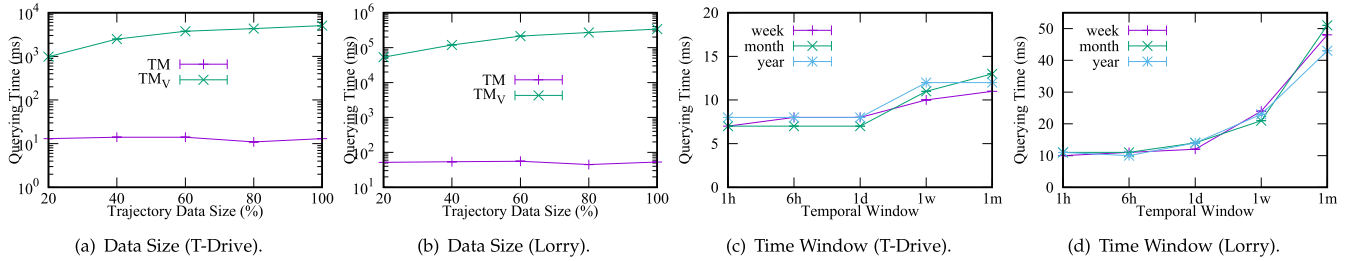 Querying Time (ms)
10^4
10^3
10^2
10^1
10^0
TM
TM_V
20 40 60 80 100
Trajectory Data Size (%)
(a) Data Size (T-Drive).
Querying Time (ms)
10^6
10^5
10^4
10^3
10^2
10^1
TM
TM_V
20 40 60 80 100
Trajectory Data Size (%)
(b) Data Size (Lorry).
Querying Time (ms)
20
15
10
5
0
week
month
year
1h 6h 1d 1w 1m
Temporal Window
(c) Time Window (T-Drive).
Querying Time (ms)
50
40
30
20
10
0
week
month
year
1h 6h 1d 1w 1m
Temporal Window
(d) Time Window (Lorry).